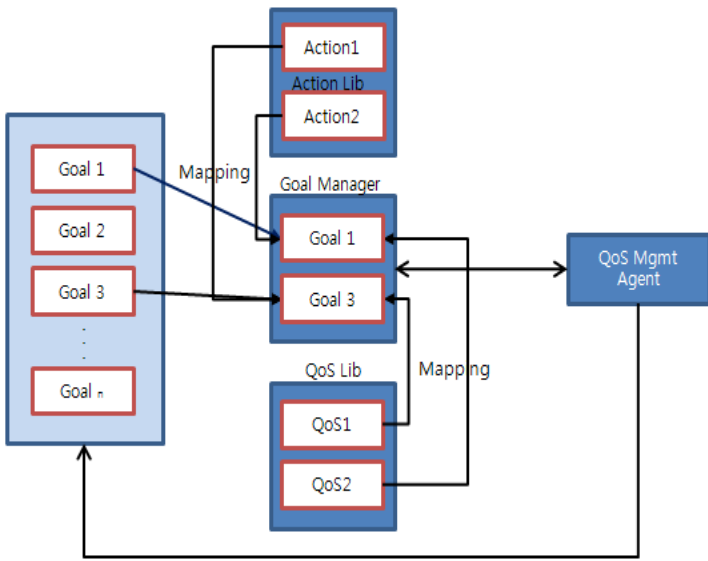 Action1
Action Lib
Action2
Mapping
Goal 1
Goal 2
Goal 3
Goal n
Goal Manager
Goal 1
Goal 3
QoS Mgmt
Agent
QoS Lib
Mapping
QoS1
QoS2